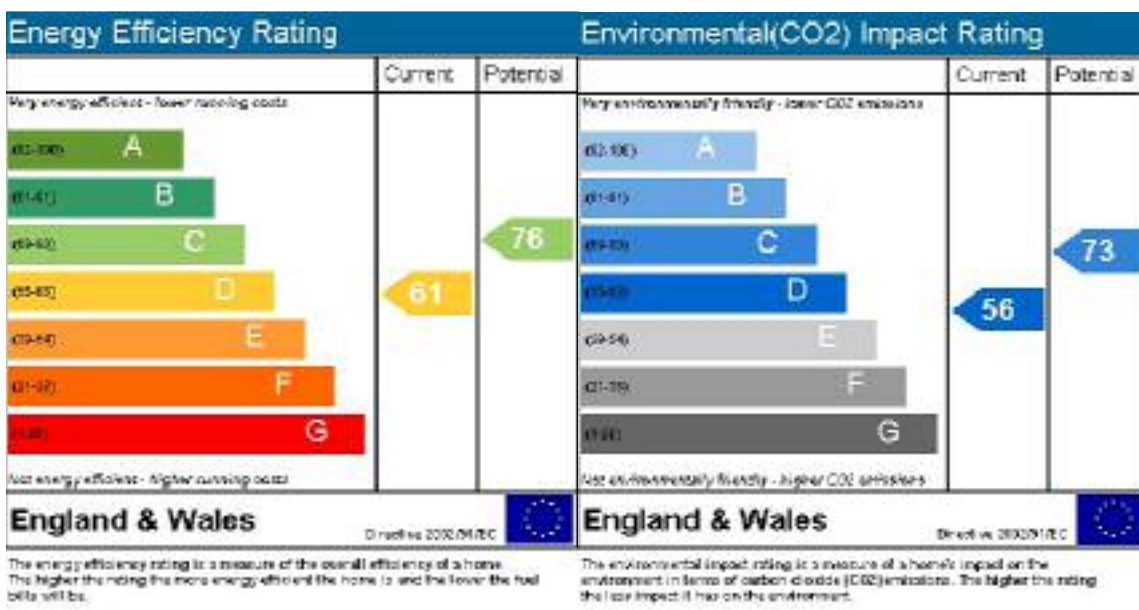 Energy Efficiency Rating
Current Potential
Very energy efficient - lower running costs
A
B
C
D
E
F
G
76
61
Not energy efficient - higher running costs
England & Wales
Directive 2002/91/EC
The energy efficiency rating is a measure of the overall efficiency of a home.
The higher the rating the more energy efficient the home is and the lower the fuel
bills will be.
Environmental(CO2) Impact Rating
Current Potential
Very environmentally friendly - lower CO2 emissions
A
B
C
D
E
F
G
73
56
Not environmentally friendly - higher CO2 emissions
England & Wales
Directive 2002/91/EC
The environmental impact rating is a measure of a home's impact on the
environment in terms of carbon dioxide (CO2) emissions. The higher the rating
the less impact it has on the environment.